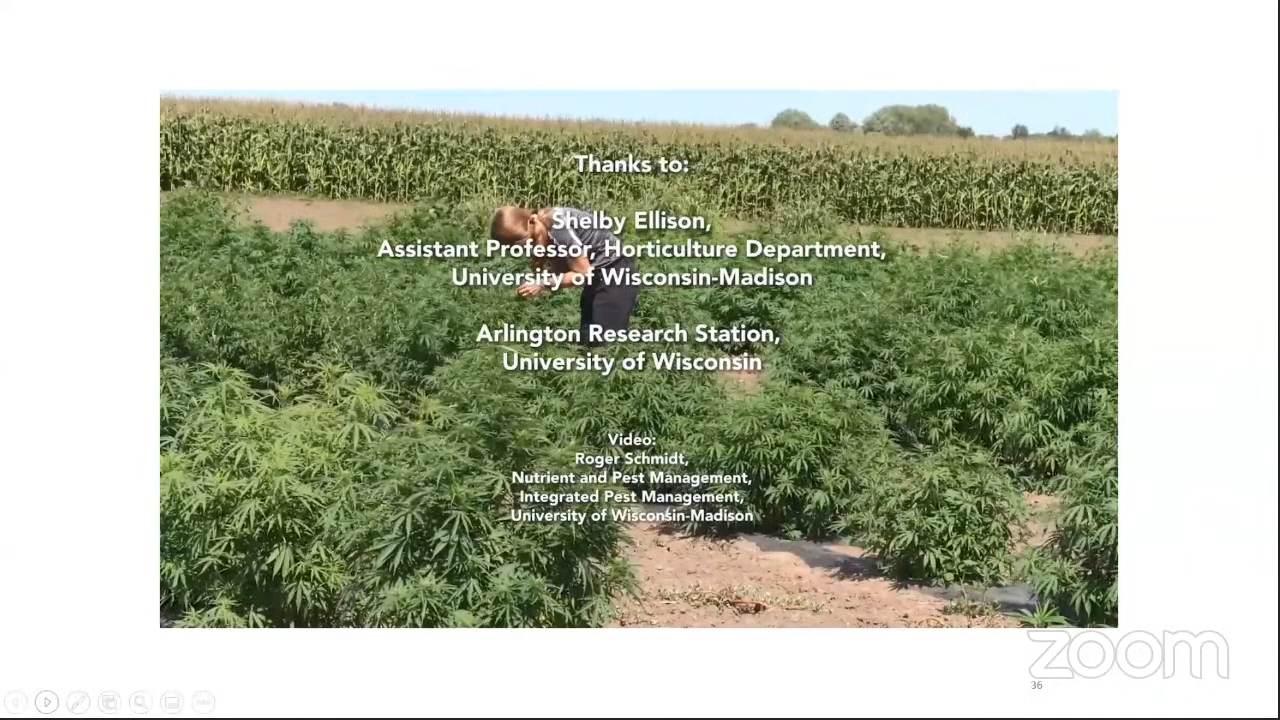 Thanks to:
Shelby Ellison,
Assistant Professor, Horticulture Department,
University of Wisconsin-Madison
Arlington Research Station,
University of Wisconsin
Video:
Roger Schmidt,
Nutrient and Pest Management,
Integrated Pest Management,
University of Wisconsin-Madison
zoom
36